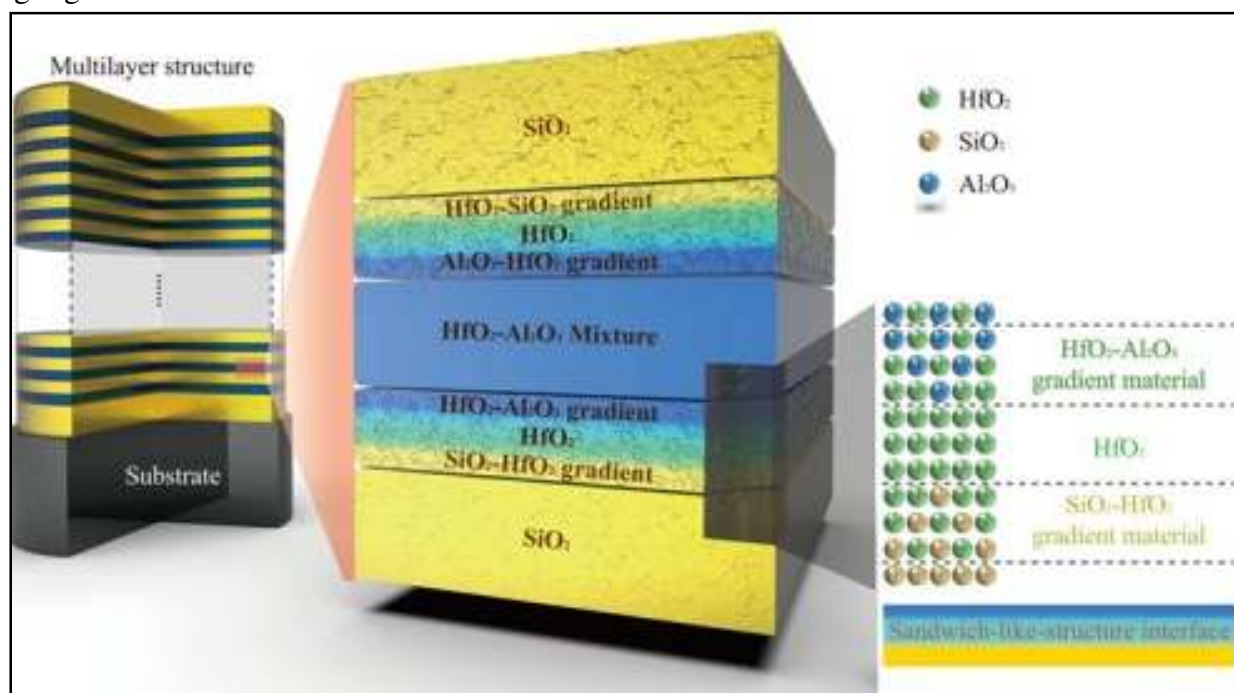 Multilayer structure
Substrate
SiO₂
HfO₂-SiO₂ gradient
HfO₂
Al₂O₃-HfO₂ gradient
HfO₂-Al₂O₃ Mixture
HfO₂-Al₂O₃ gradient
HfO₂
SiO₂-HfO₂ gradient
SiO₂
HfO₂
SiO₂
Al₂O₃
HfO₂-Al₂O₃
gradient material
HfO₂
SiO₂-HfO₂
gradient material
Sandwich-like-structure interface